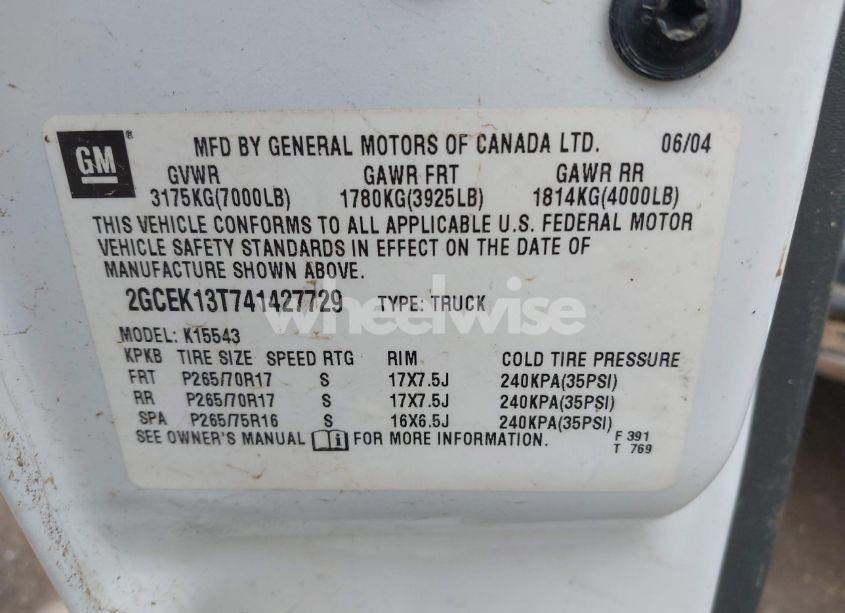 GM
MFD BY GENERAL MOTORS OF CANADA LTD. 06/04
GVWR GAWR FRT GAWR RR
3175KG(7000LB) 1780KG(3925LB) 1814KG(4000LB)
THIS VEHICLE CONFORMS TO ALL APPLICABLE U.S. FEDERAL MOTOR
VEHICLE SAFETY STANDARDS IN EFFECT ON THE DATE OF
MANUFACTURE SHOWN ABOVE.
2GCEK13T741427729 TYPE: TRUCK
wheelwise
MODEL: K15543
KPKB TIRE SIZE SPEED RTG RIM COLD TIRE PRESSURE
FRT P265/70R17 S 17X7.5J 240KPA(35PSI)
RR P265/70R17 S 17X7.5J 240KPA(35PSI)
SPA P265/75R16 S 16X6.5J 240KPA(35PSI)
SEE OWNER'S MANUAL FOR MORE INFORMATION. F 391
T 769